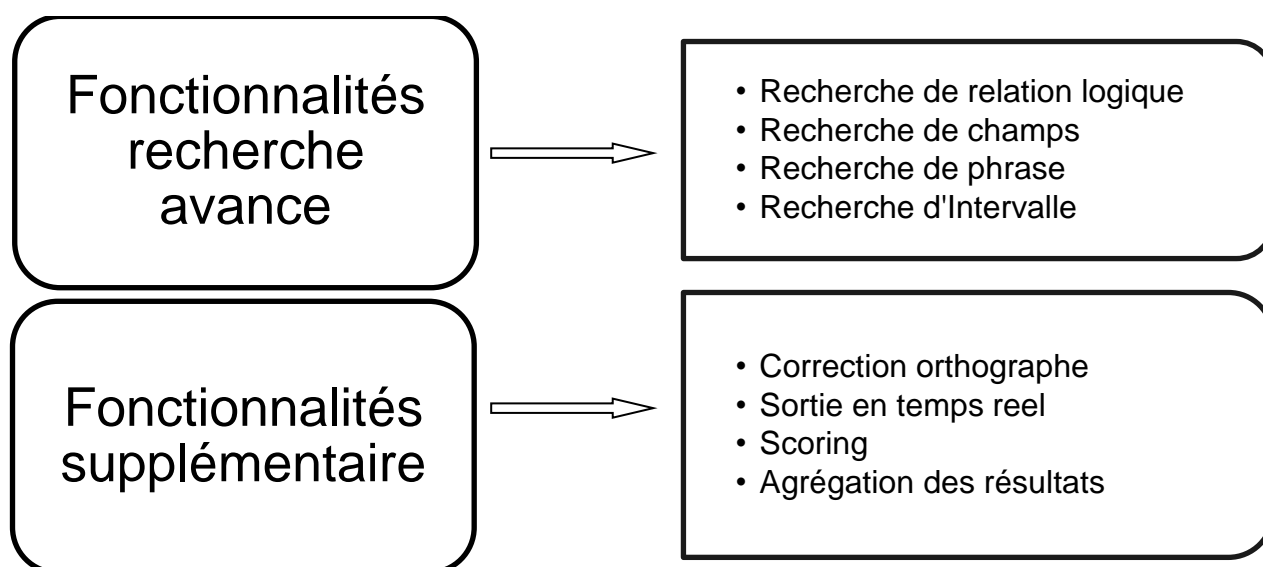 Fonctionnalités
recherche
avance
• Recherche de relation logique
• Recherche de champs
• Recherche de phrase
• Recherche d'Intervalle
Fonctionnalités
supplémentaire
• Correction orthographe
• Sortie en temps reel
• Scoring
• Agrégation des résultats